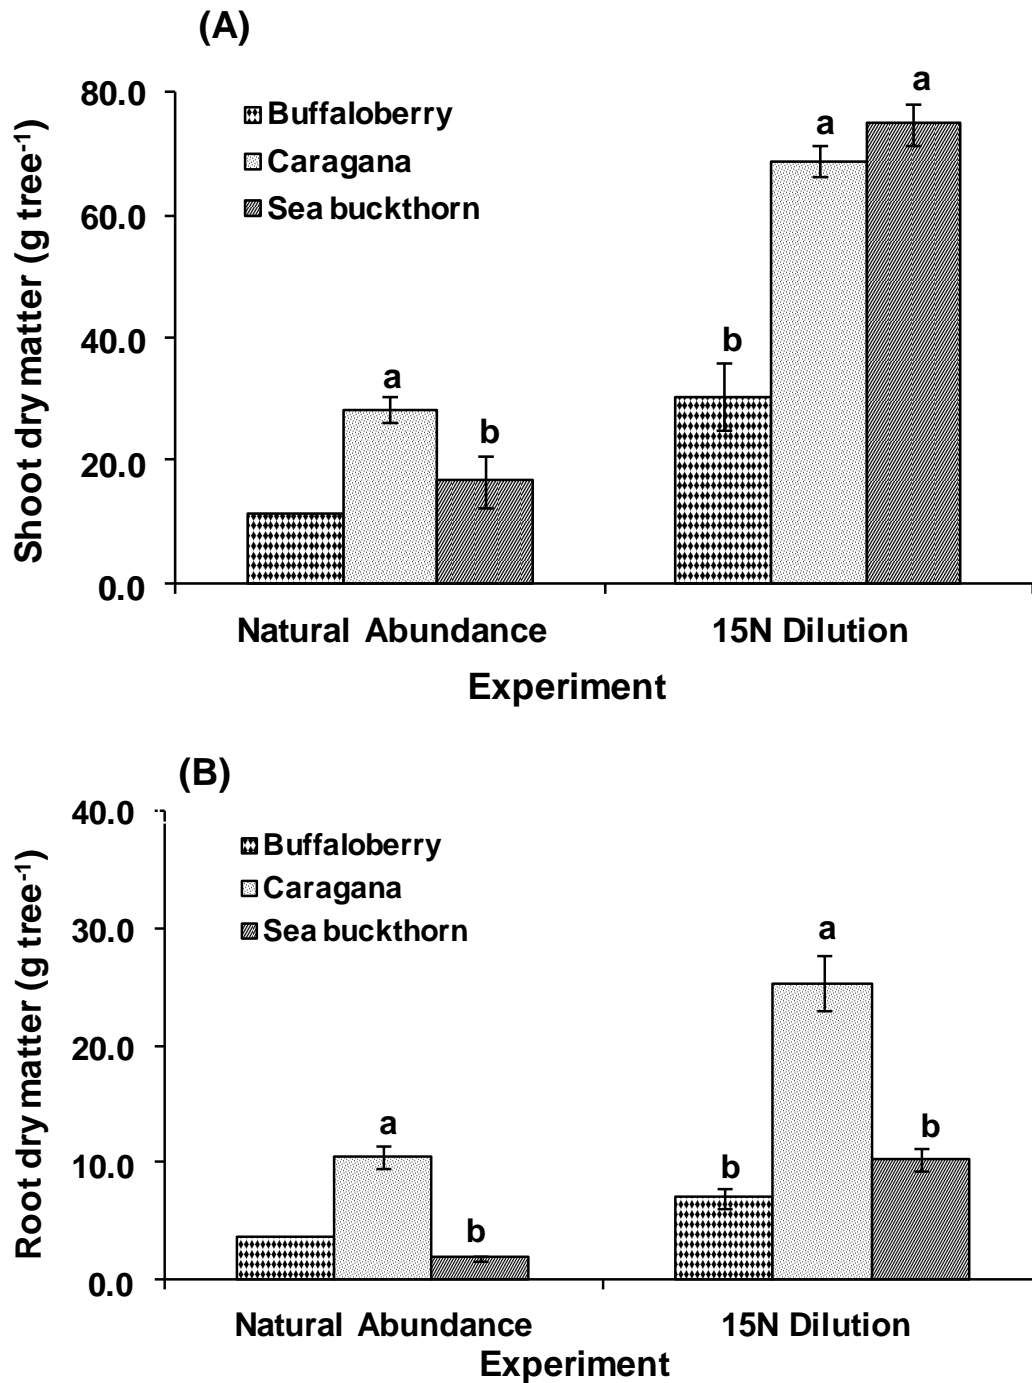 (A)
80.0
60.0
40.0
20.0
0.0
Shoot dry matter (g tree⁻¹)
Buffaloberry
Caragana
Sea buckthorn
a
b
b
a
a
Natural Abundance
15N Dilution
Experiment
(B)
40.0
30.0
20.0
10.0
0.0
Root dry matter (g tree⁻¹)
Buffaloberry
Caragana
Sea buckthorn
a
b
b
a
b
Natural Abundance
15N Dilution
Experiment